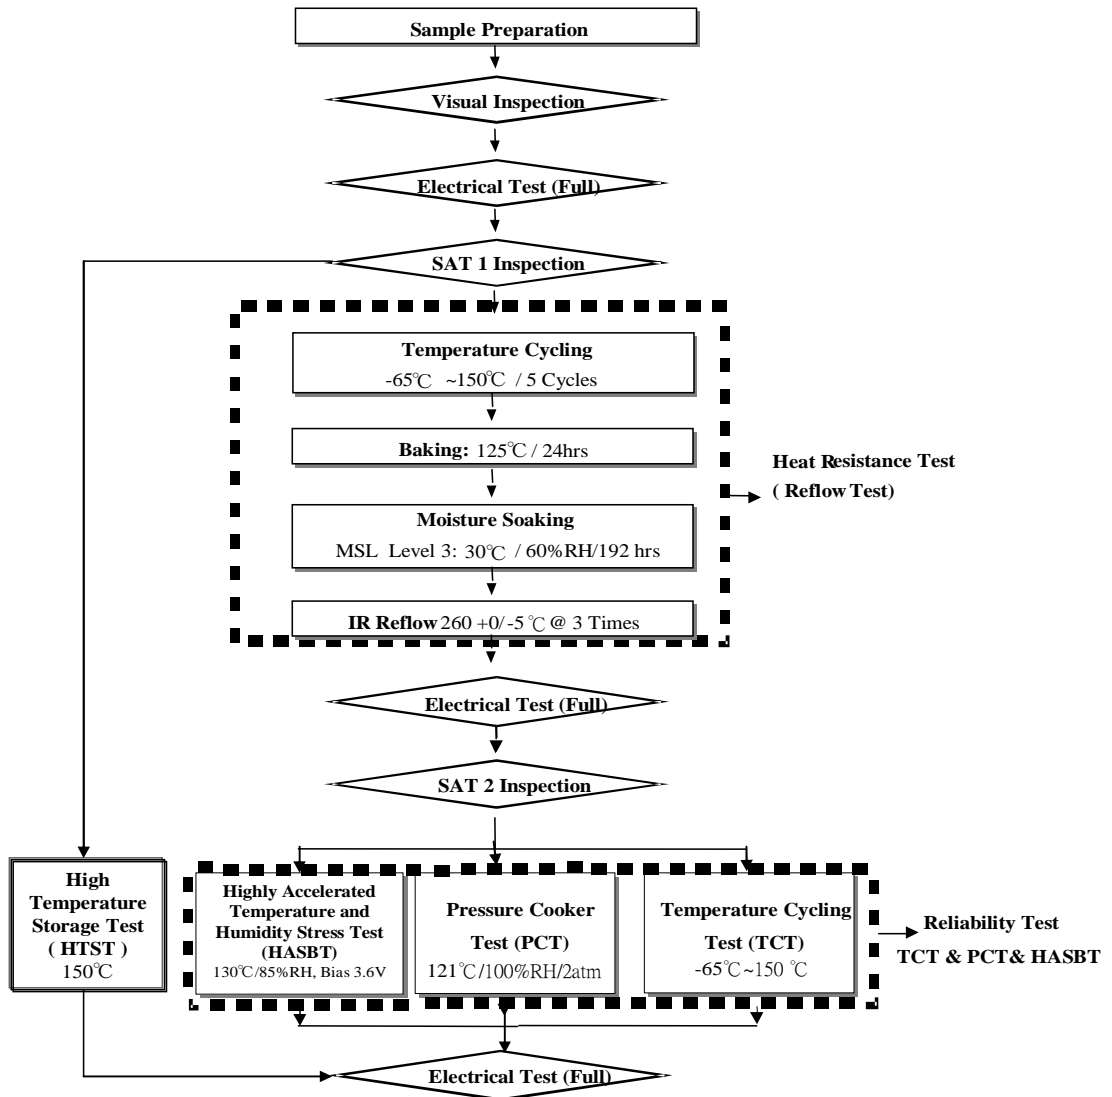 Sample Preparation
Visual Inspection
Electrical Test (Full)
SAT 1 Inspection
Temperature Cycling
-65℃ ~150℃ / 5 Cycles
Baking: 125℃ / 24hrs
Moisture Soaking
MSL Level 3: 30℃ / 60%RH/192 hrs
IR Reflow 260 +0/-5 ℃ @ 3 Times
Heat Resistance Test
( Reflow Test)
Electrical Test (Full)
SAT 2 Inspection
High
Temperature
Storage Test
( HTST )
150℃
Highly Accelerated
Temperature and
Humidity Stress Test
(HASBT)
130℃/85%RH, Bias 3.6V
Pressure Cooker
Test (PCT)
121℃/100%RH/2atm
Temperature Cycling
Test (TCT)
-65℃~150 ℃
Reliability Test
TCT & PCT& HASBT
Electrical Test (Full)